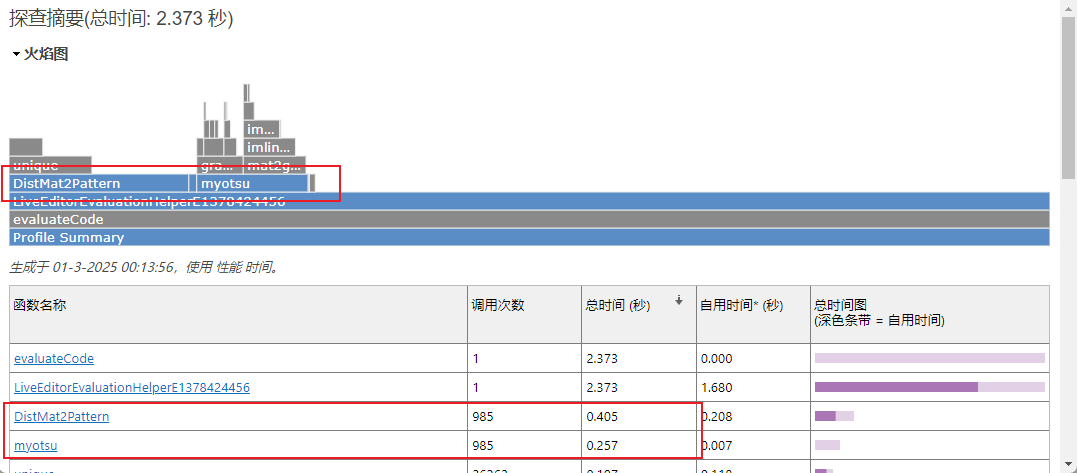 探查摘要(总时间: 2.373 秒)
火焰图
im...
imlin...
unique gra... mat2g...
DistMat2Pattern myotsu
LiveEditorEvaluationHelperE1378424456
evaluateCode
Profile Summary
生成于 01-3-2025 00:13:56，使用 性能 时间。
函数名称 调用次数 总时间 (秒) 自用时间* (秒) 总时间图
(深色条带 = 自用时间)
evaluateCode 1 2.373 0.000
LiveEditorEvaluationHelperE1378424456 1 2.373 1.680
DistMat2Pattern 985 0.405 0.208
myotsu 985 0.257 0.007